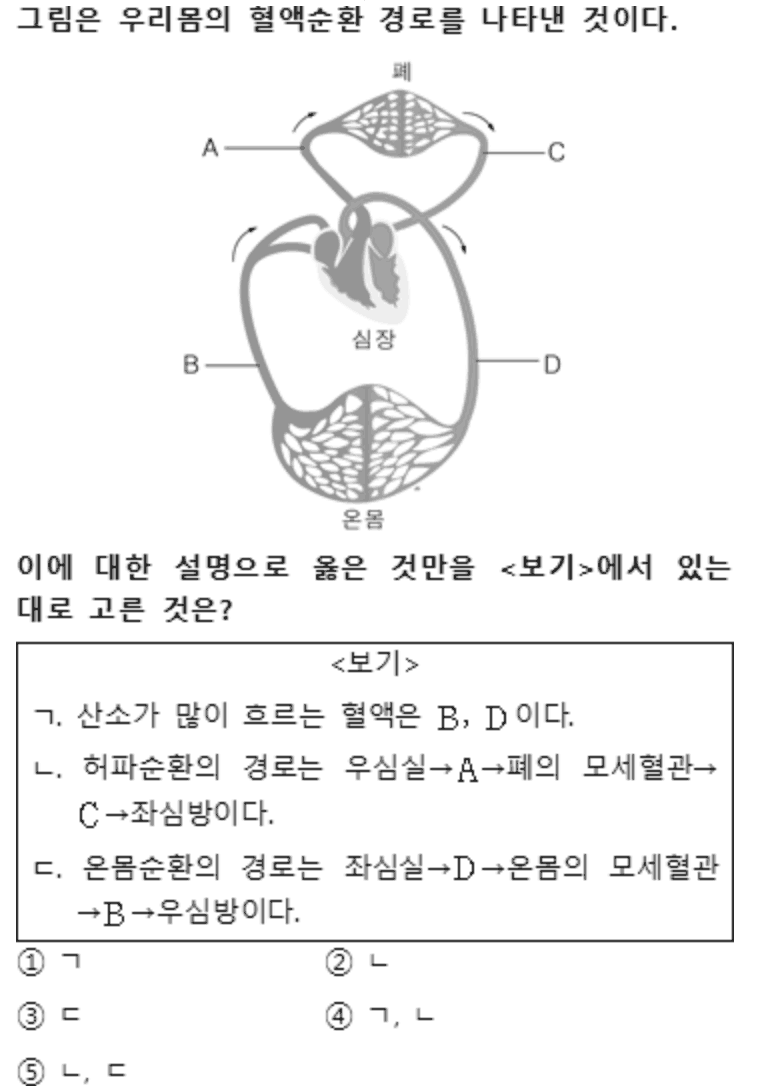 그림은 우리몸의 혈액순환 경로를 나타낸 것이다.
폐
A
C
심장
B
D
온몸
이에 대한 설명으로 옳은 것만을 <보기>에서 있는
대로 고른 것은?
<보기>
ㄱ. 산소가 많이 흐르는 혈액은 B, D이다.
ㄴ. 허파순환의 경로는 우심실→A→폐의 모세혈관→
C→좌심방이다.
ㄷ. 온몸순환의 경로는 좌심실→D→온몸의 모세혈관
→B→우심방이다.
① ㄱ ② ㄴ
③ ㄷ ④ ㄱ, ㄴ
⑤ ㄴ, ㄷ